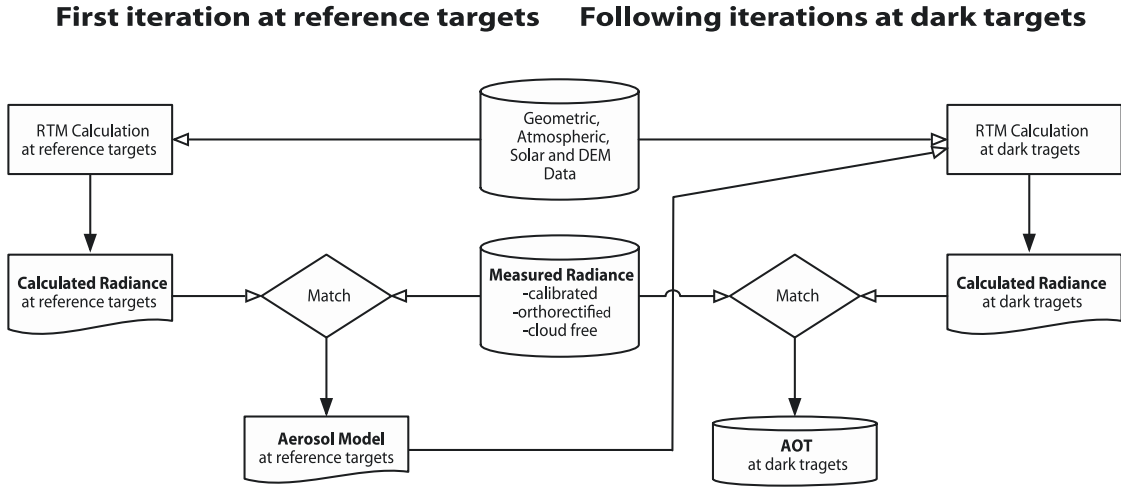 First iteration at reference targets
Following iterations at dark targets
RTM Calculation
at reference targets
Geometric,
Atmospheric,
Solar and DEM
Data
RTM Calculation
at dark tragets
Calculated Radiance
at reference targets
Match
Measured Radiance
-calibrated
-orthorectified
-cloud free
Match
Calculated Radiance
at dark tragets
Aerosol Model
at reference targets
AOT
at dark tragets